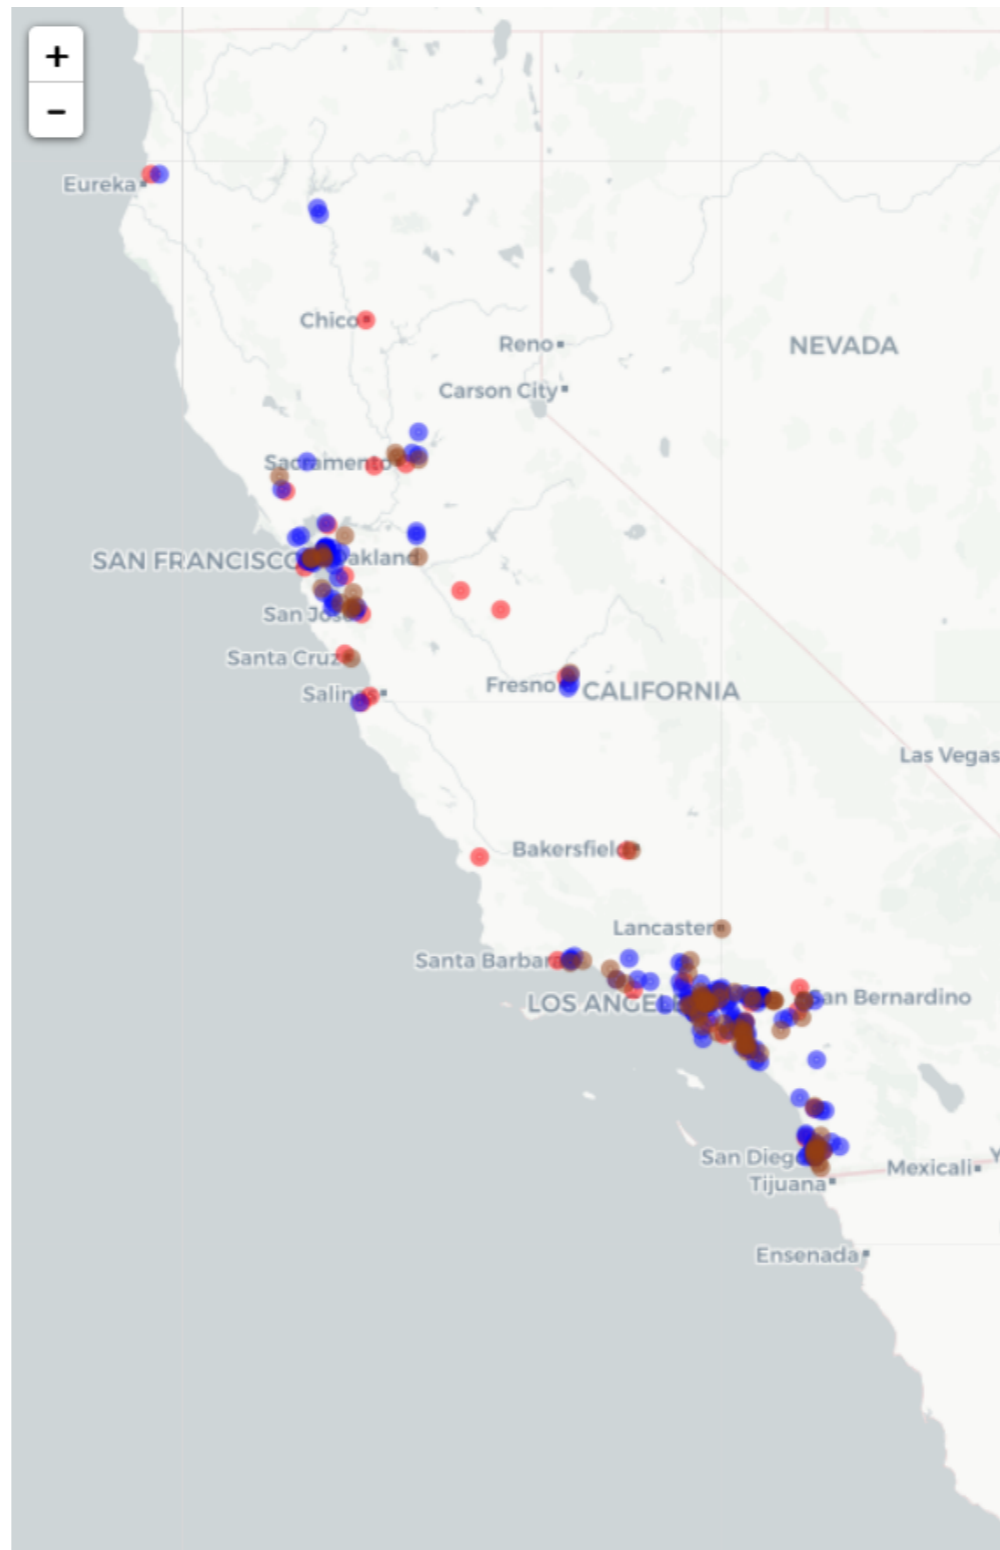 +
−
Eureka
Chico
Reno
NEVADA
Carson City
Sacramento
SAN FRANCISCO
Oakland
San Jose
Santa Cruz
Salinas
Fresno
CALIFORNIA
Las Vegas
Bakersfield
Lancaster
Santa Barbara
LOS ANGELES
San Bernardino
San Diego
Mexicali
Tijuana
Ensenada